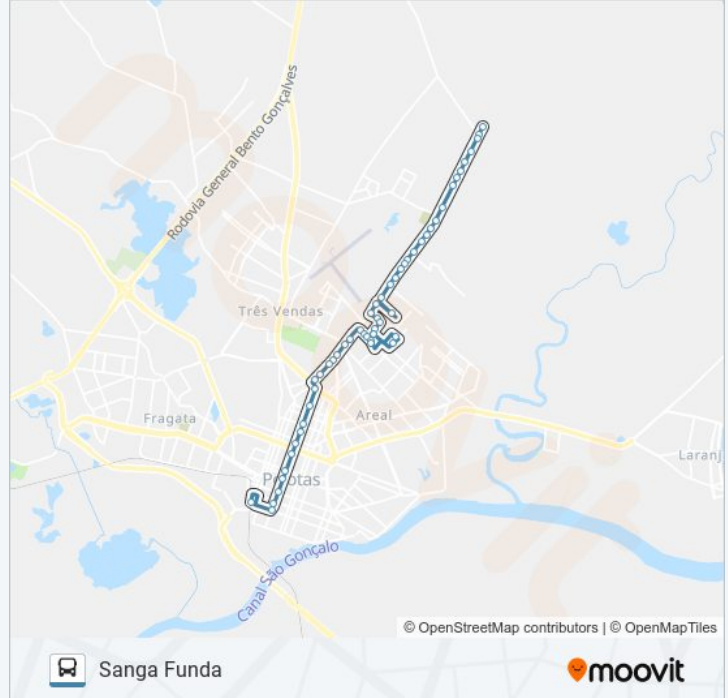 Rodovia General Bento Gonçalves
Três Vendas
Fragata
Areal
Laranj
Pelotas
Canal São Gonçalo
© OpenStreetMap contributors | © OpenMapTiles
Sanga Funda
moovit